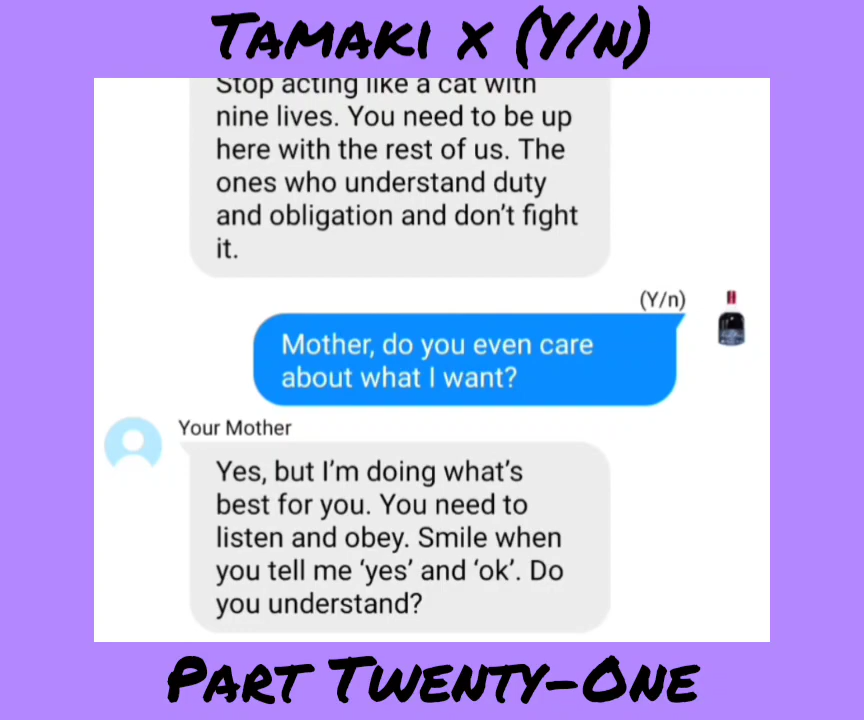 TAMAKI X (Y/N)
Stop acting like a cat with
nine lives. You need to be up
here with the rest of us. The
ones who understand duty
and obligation and don’t fight
it.
(Y/n)
Mother, do you even care
about what I want?
Your Mother
Yes, but I’m doing what’s
best for you. You need to
listen and obey. Smile when
you tell me ‘yes’ and ‘ok’. Do
you understand?
PART TWENTY-ONE